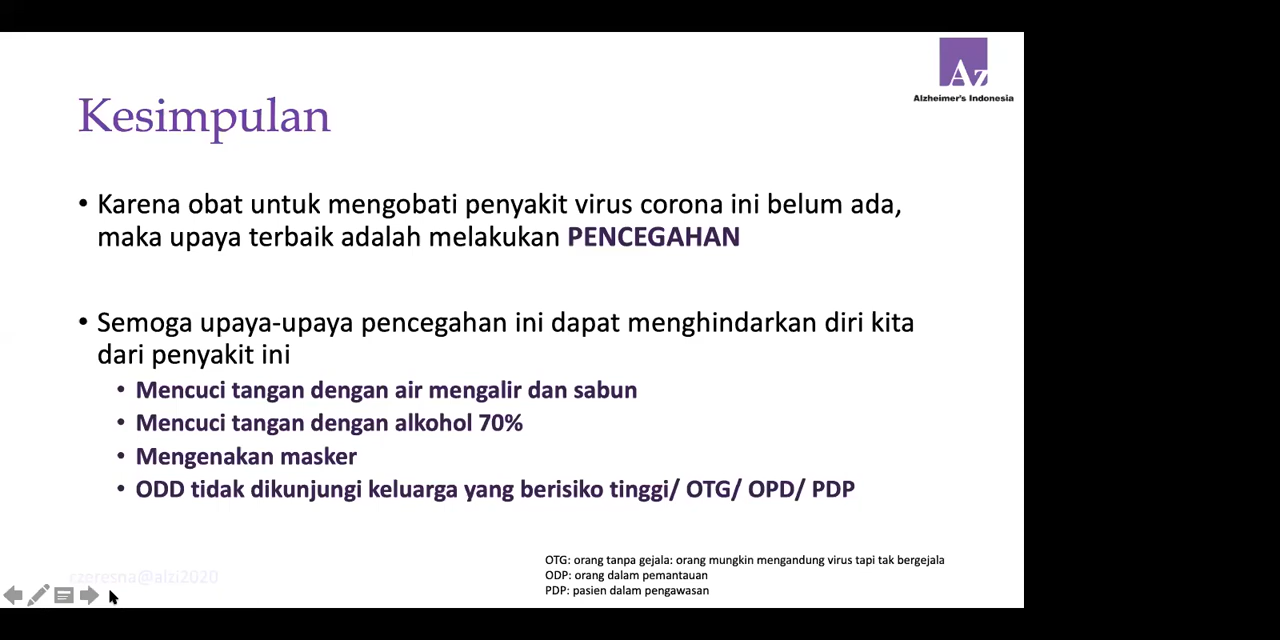 Az
Alzheimer's Indonesia
Kesimpulan
• Karena obat untuk mengobati penyakit virus corona ini belum ada,
maka upaya terbaik adalah melakukan PENCEGAHAN
• Semoga upaya-upaya pencegahan ini dapat menghindarkan diri kita
dari penyakit ini
• Mencuci tangan dengan air mengalir dan sabun
• Mencuci tangan dengan alkohol 70%
• Mengenakan masker
• ODD tidak dikunjungi keluarga yang berisiko tinggi/ OTG/ OPD/ PDP
OTG: orang tanpa gejala: orang mungkin mengandung virus tapi tak bergejala
ODP: orang dalam pemantauan
PDP: pasien dalam pengawasan
czeresna@alzi2020